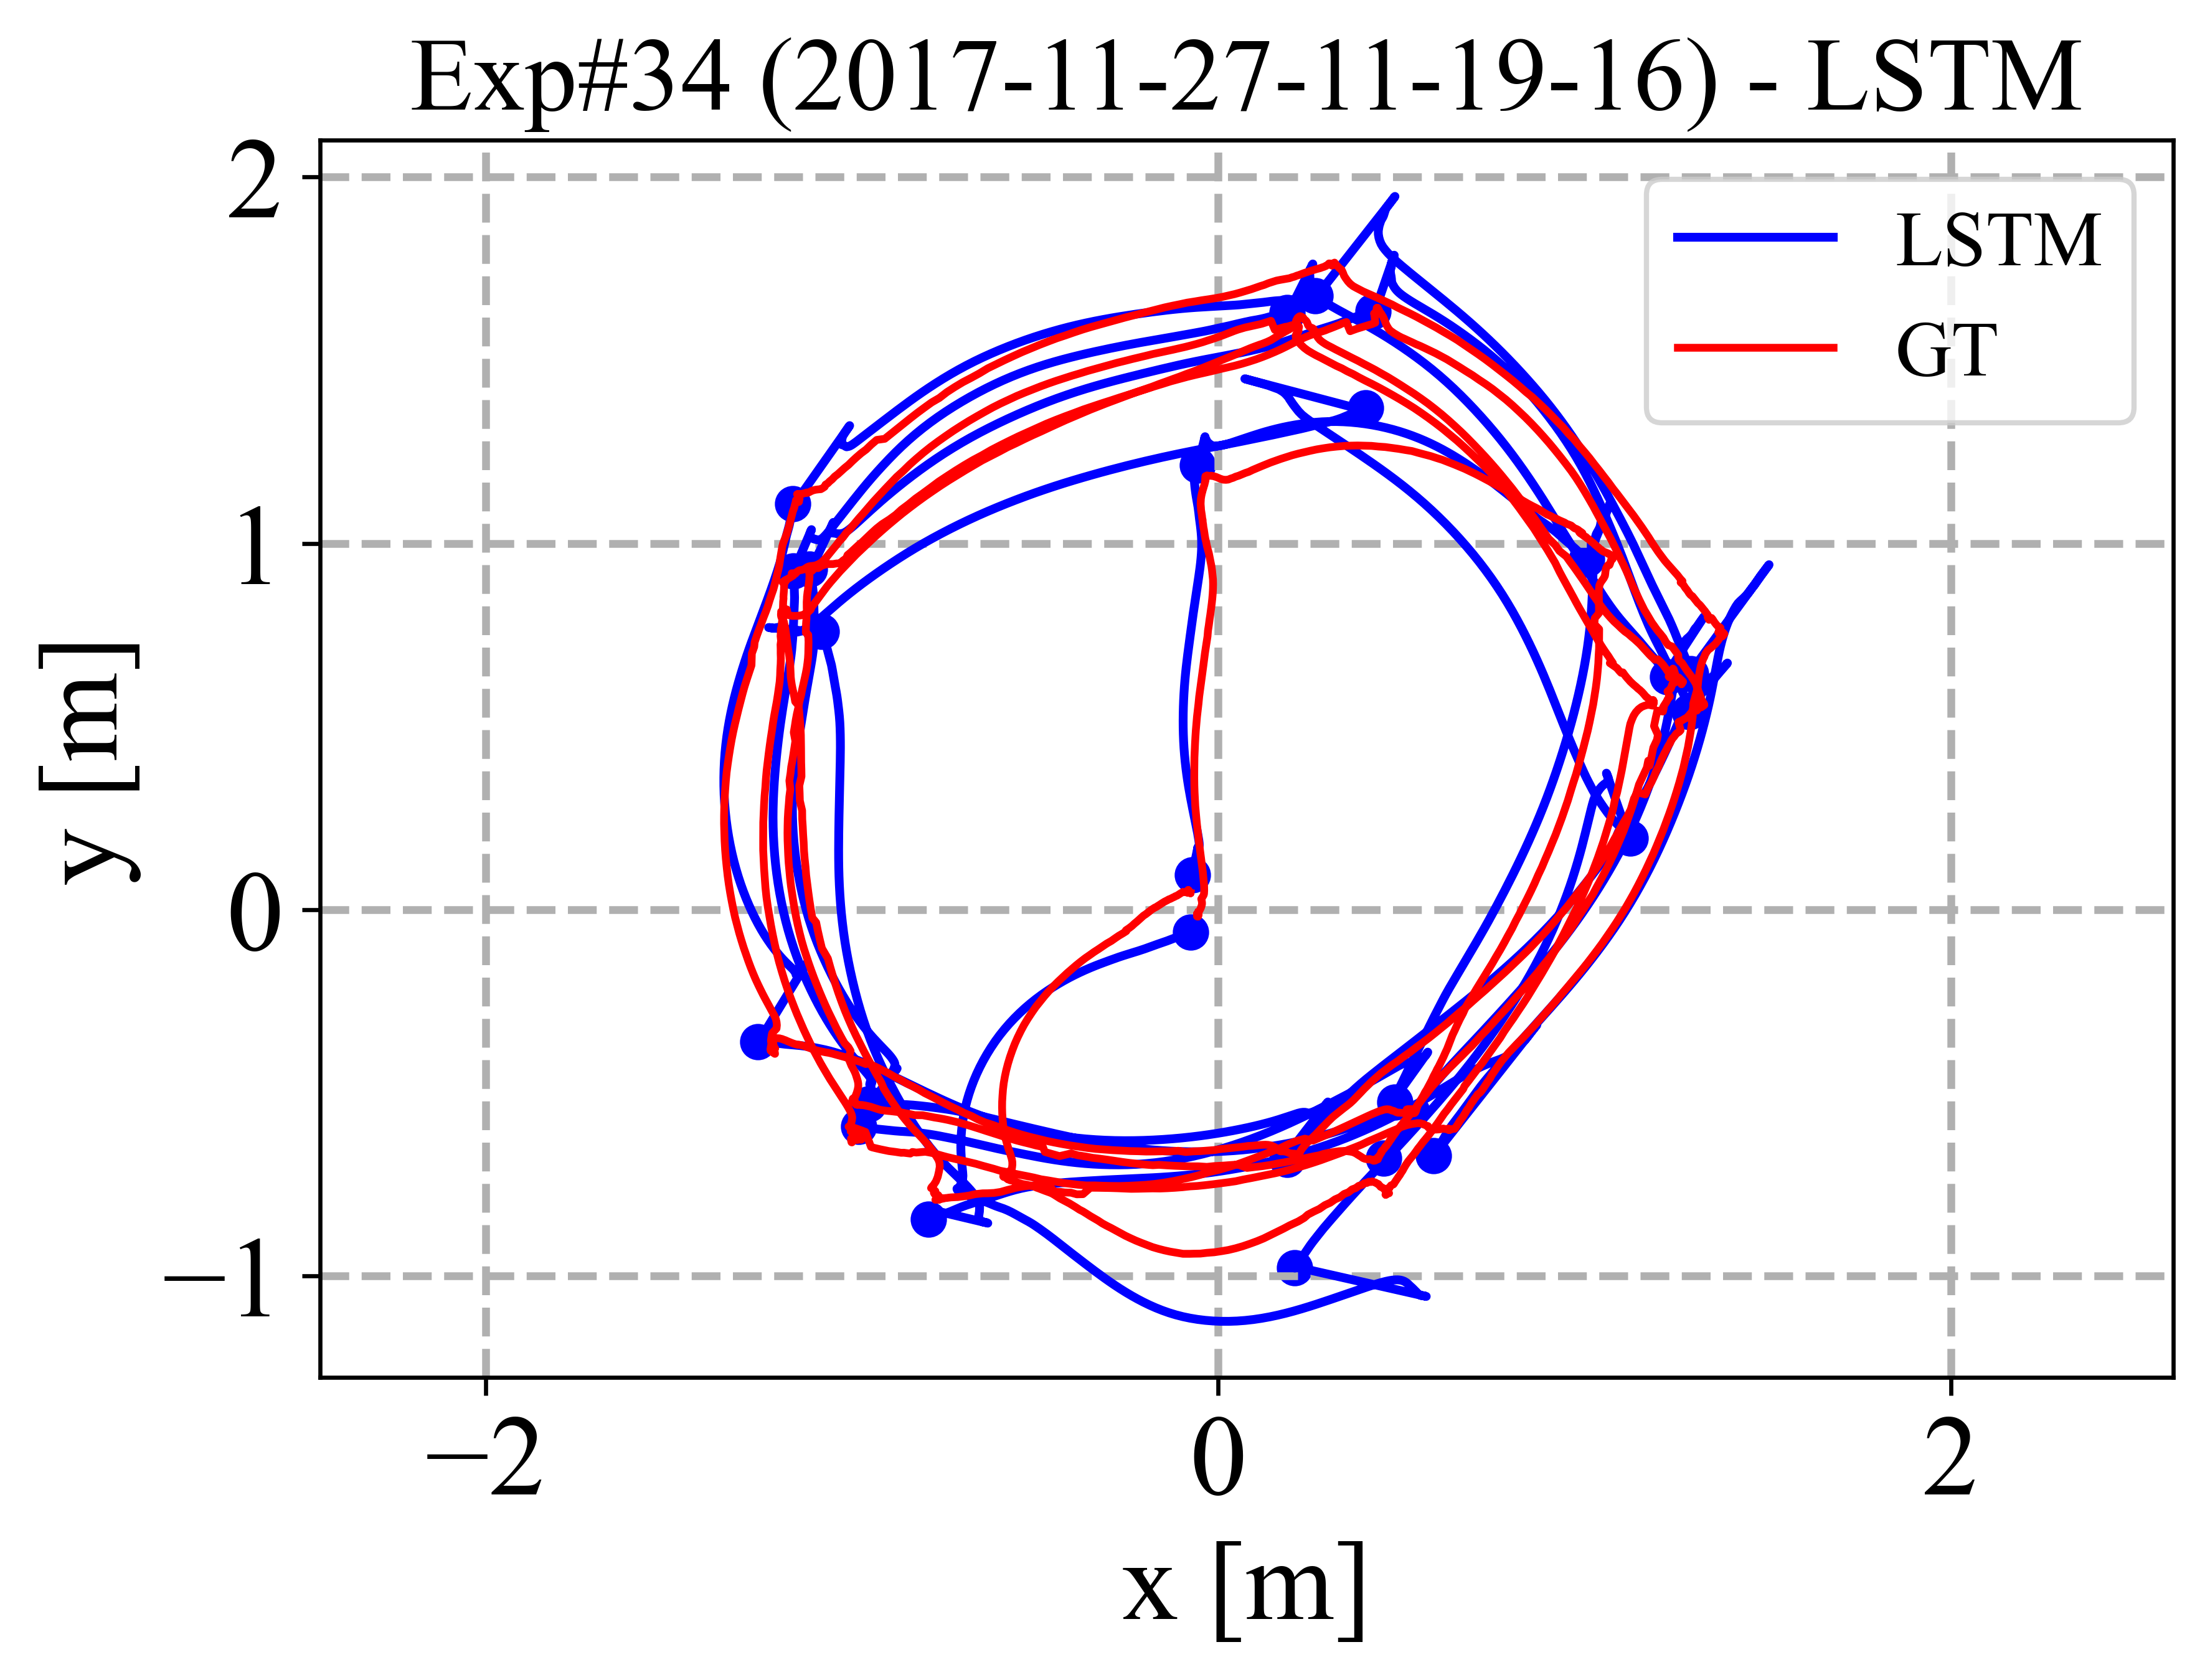 Exp#34 (2017-11-27-11-19-16) - LSTM
2
1
0
−1
y [m]
LSTM
GT
−2
0
2
x [m]